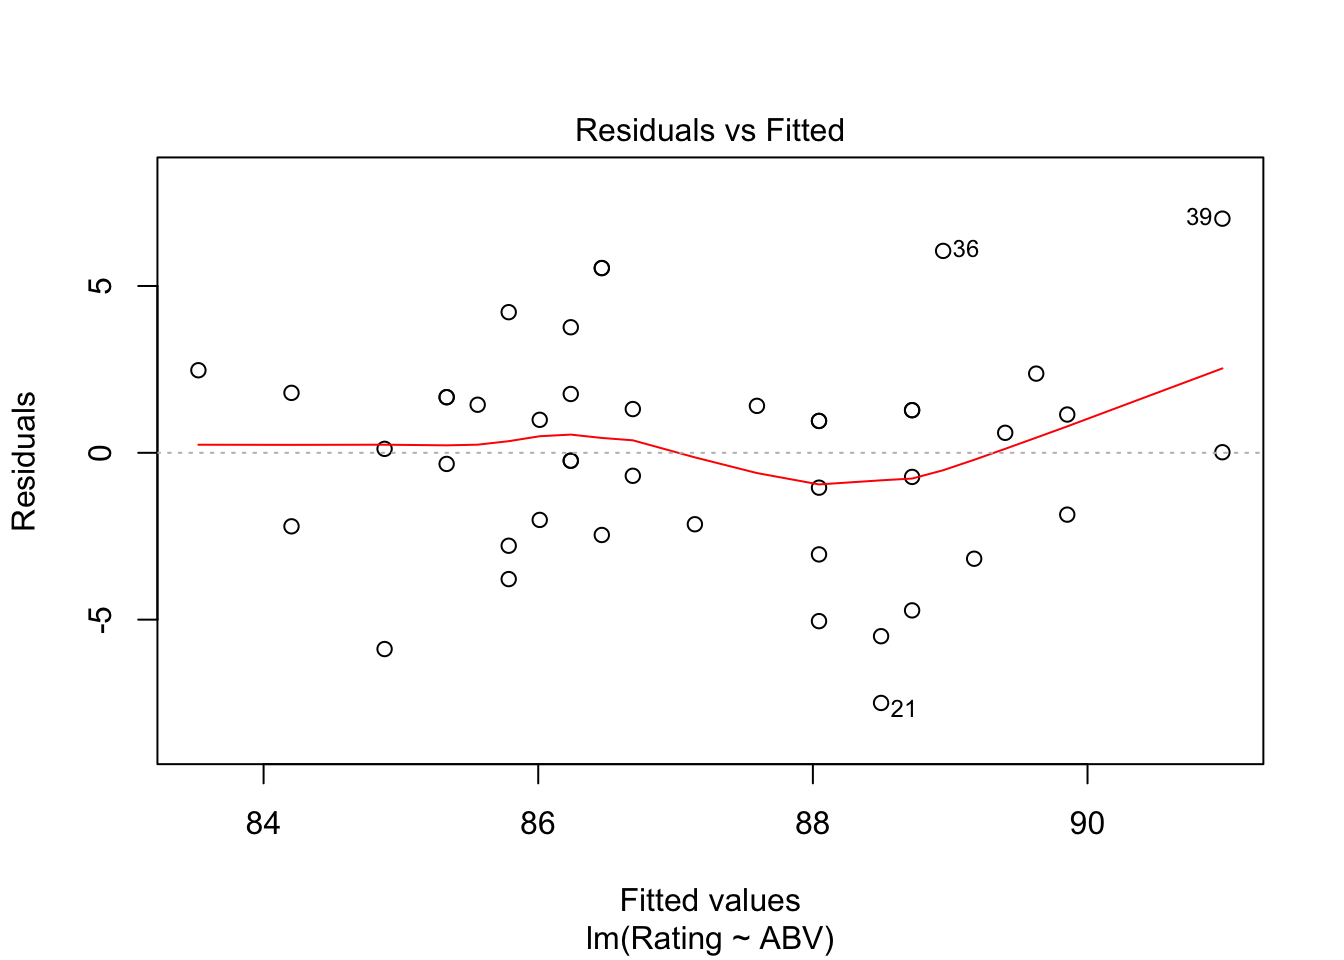 Residuals vs Fitted
Residuals
5
0
-5
39
36
21
84 86 88 90
Fitted values
lm(Rating ~ ABV)